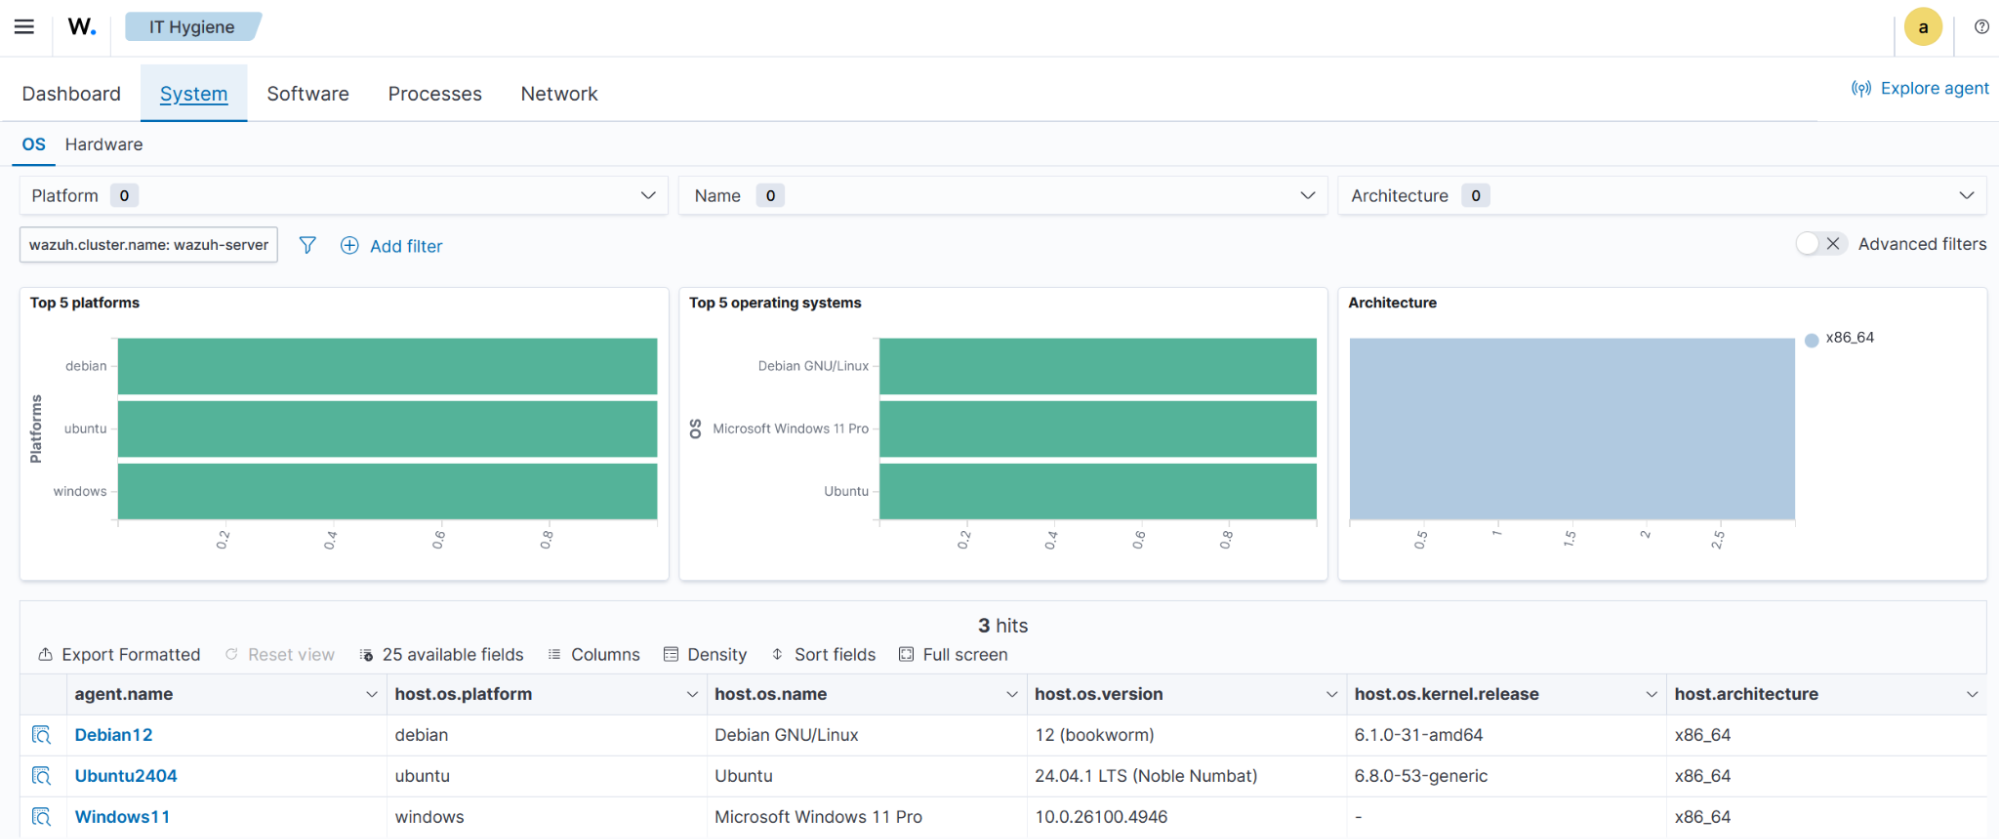 W. IT Hygiene a
Dashboard System Software Processes Network Explore agent
OS Hardware
Platform 0 Name 0 Architecture 0
wazuh.cluster.name: wazuh-server Add filter Advanced filters
Top 5 platforms
Platforms
debian
ubuntu
windows
0.2 0.4 0.6 0.8
Top 5 operating systems
OS
Debian GNU/Linux
Microsoft Windows 11 Pro
Ubuntu
0.2 0.4 0.6 0.8
Architecture
x86_64
0.5 1 1.5 2 2.5
3 hits
Export Formatted Reset view 25 available fields Columns Density Sort fields Full screen
agent.name host.os.platform host.os.name host.os.version host.os.kernel.release host.architecture
Debian12 debian Debian GNU/Linux 12 (bookworm) 6.1.0-31-amd64 x86_64
Ubuntu2404 ubuntu Ubuntu 24.04.1 LTS (Noble Numbat) 6.8.0-53-generic x86_64
Windows11 windows Microsoft Windows 11 Pro 10.0.26100.4946 - x86_64